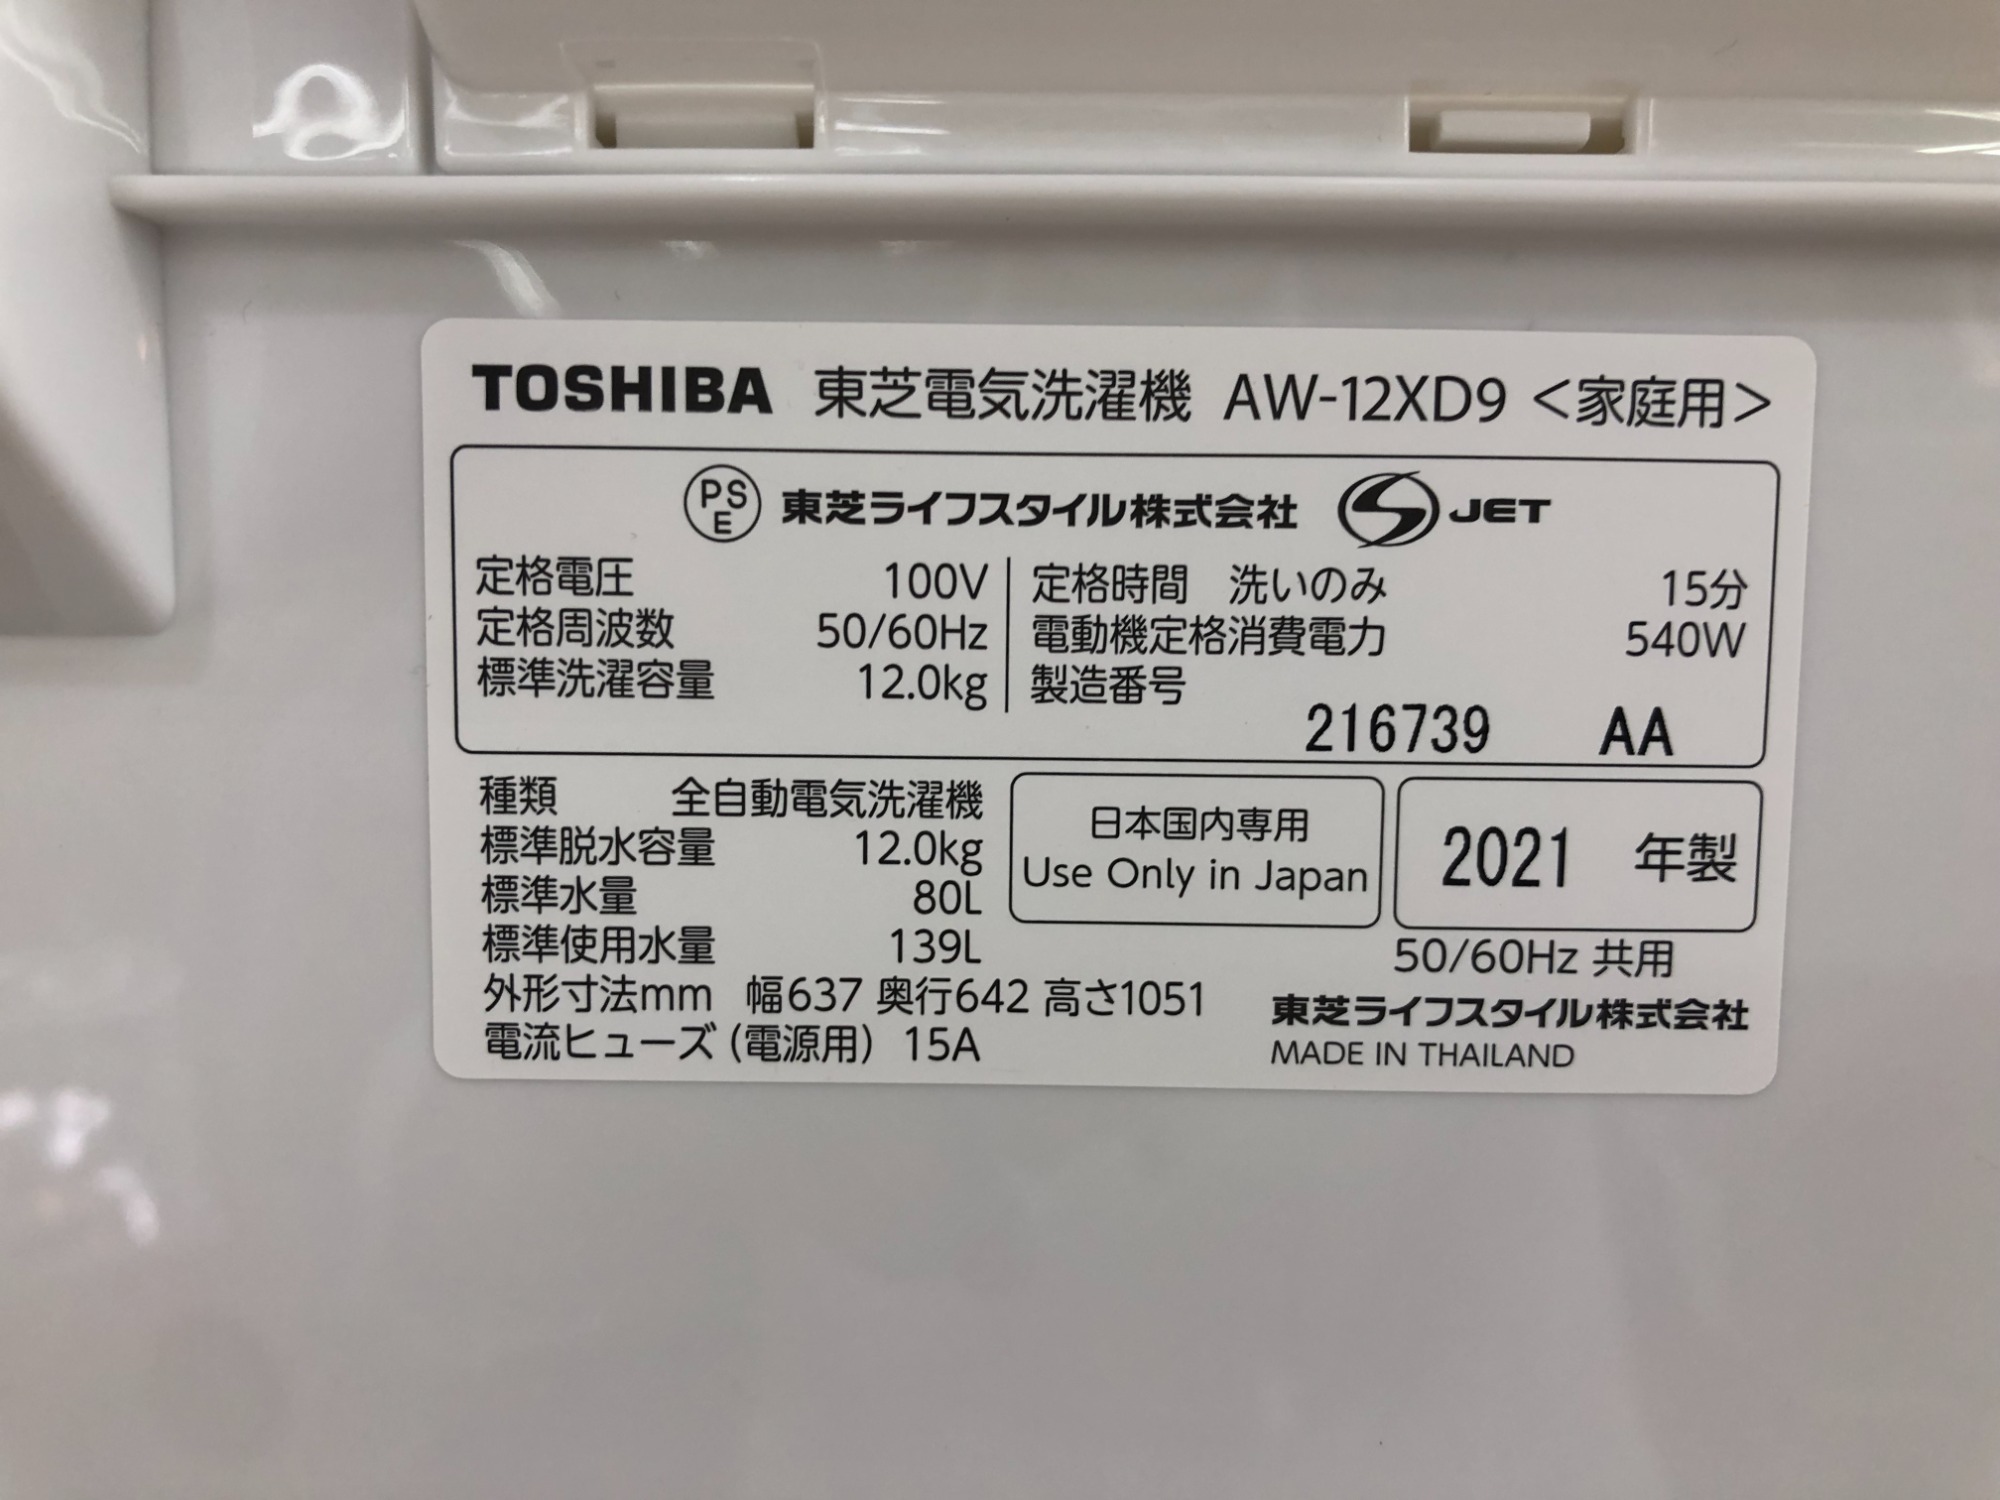 TOSHIBA 東芝電気洗濯機 AW-12XD9 <家庭用>
PSE 東芝ライフスタイル株式会社 S JET
定格電圧 100V
定格周波数 50/60Hz
標準洗濯容量 12.0kg
定格時間 洗いのみ 15分
電動機定格消費電力 540W
製造番号
216739 AA
種類 全自動電気洗濯機
標準脱水容量 12.0kg
標準水量 80L
標準使用水量 139L
外形寸法mm 幅637 奥行642 高さ1051
電流ヒューズ(電源用) 15A
日本国内専用
Use Only in Japan
2021 年製
50/60Hz 共用
東芝ライフスタイル株式会社
MADE IN THAILAND